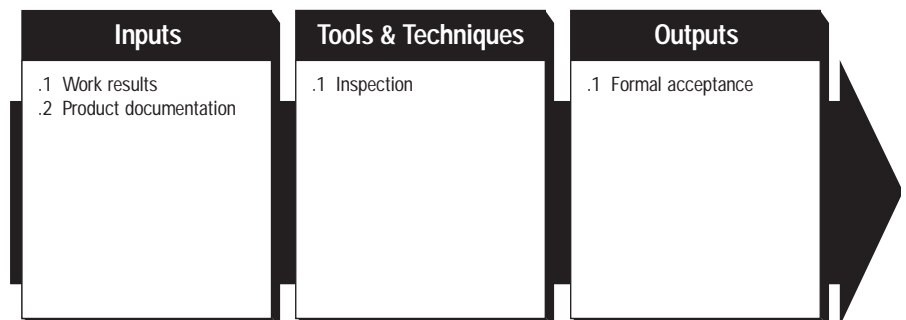 Inputs
.1 Work results
.2 Product documentation
Tools & Techniques
.1 Inspection
Outputs
.1 Formal acceptance